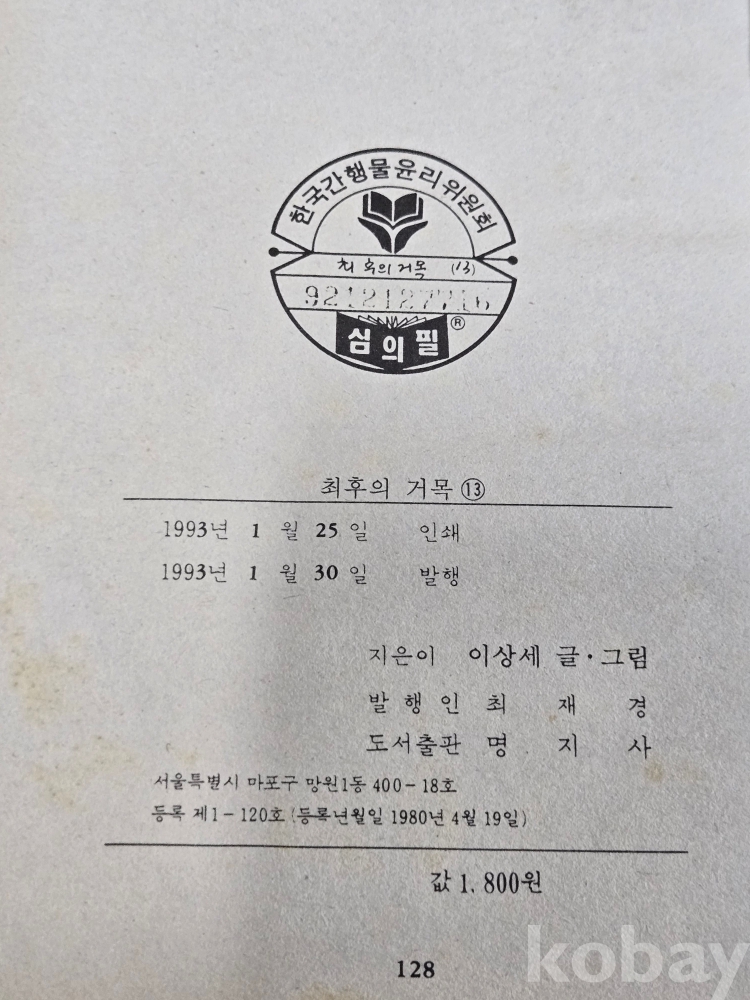 한국간행물윤리위원회
최후의거목 (13)
9212127716
심의필 ®
최후의 거목 ⑬
1993년 1 월 25 일 인쇄
1993년 1 월 30 일 발행
지은이 이상세 글·그림
발 행 인 최 재 경
도서출판 명 지 사
서울특별시 마포구 망원1동 400-18호
등록 제1-120호 (등록년월일 1980년 4월 19일)
값 1,800원
128
kobay